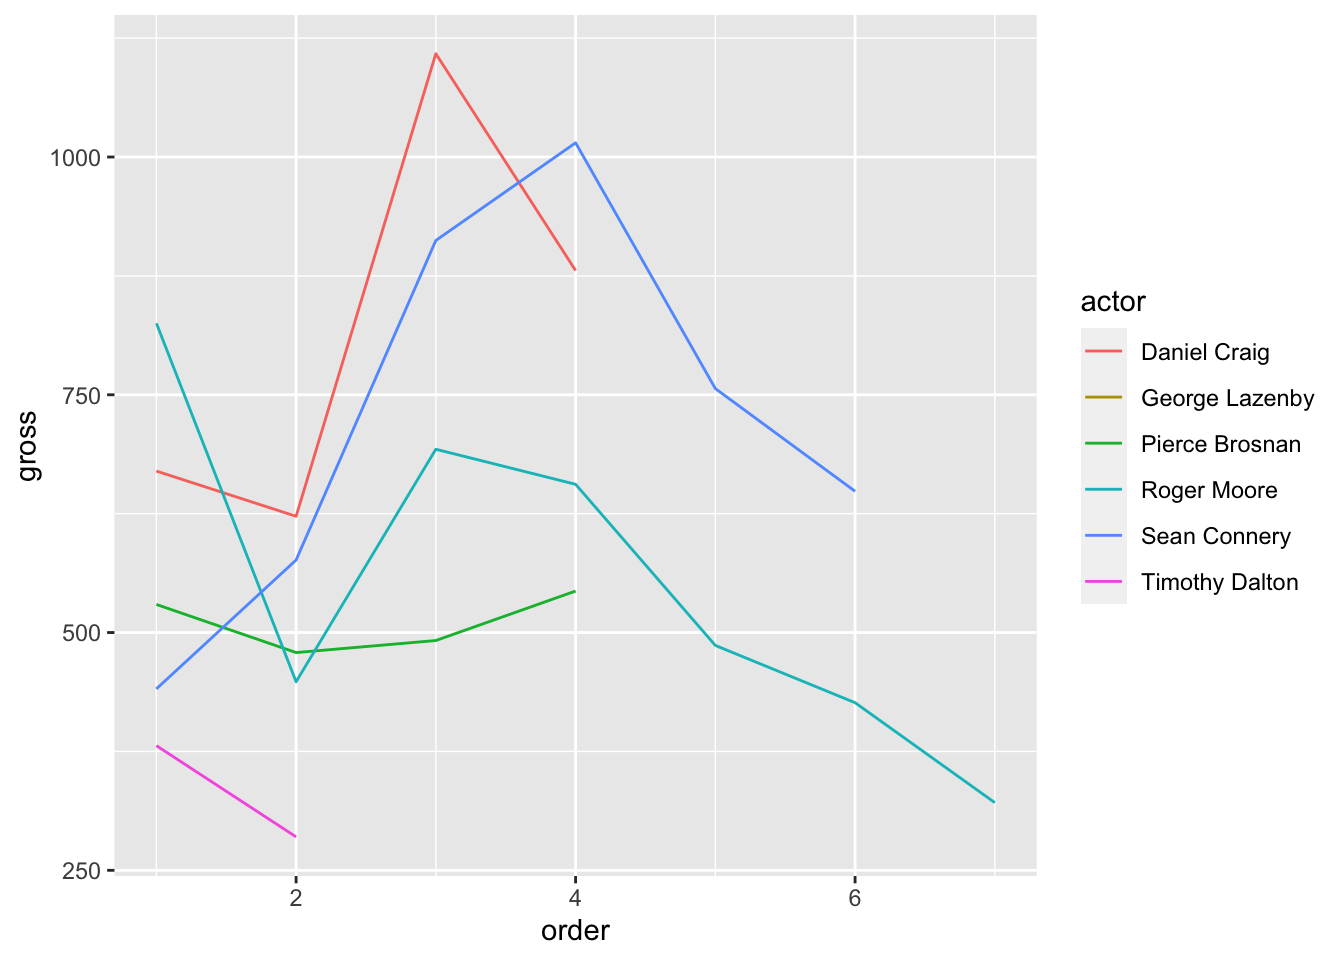 gross
1000
750
500
250
2 4 6
order
actor
Daniel Craig
George Lazenby
Pierce Brosnan
Roger Moore
Sean Connery
Timothy Dalton